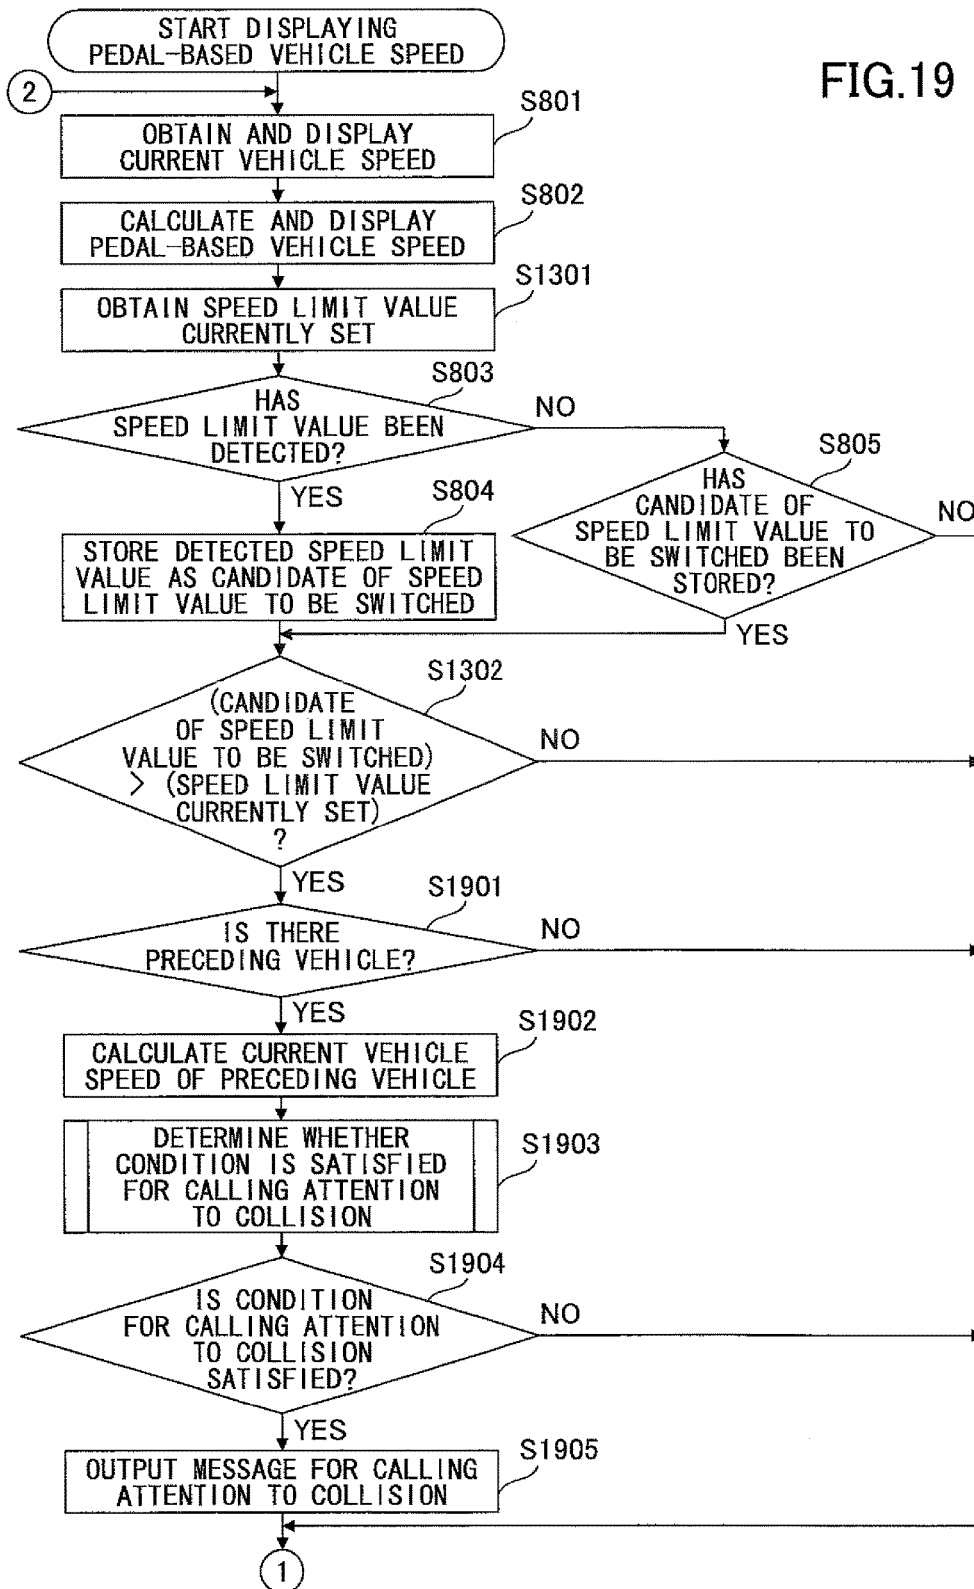 START DISPLAYING
PEDAL-BASED VEHICLE SPEED
FIG.19
2
S801
OBTAIN AND DISPLAY
CURRENT VEHICLE SPEED
S802
CALCULATE AND DISPLAY
PEDAL-BASED VEHICLE SPEED
S1301
OBTAIN SPEED LIMIT VALUE
CURRENTLY SET
S803
HAS
SPEED LIMIT VALUE BEEN
DETECTED?
NO
YES
S805
HAS
CANDIDATE OF
SPEED LIMIT VALUE TO
BE SWITCHED BEEN
STORED?
NO
YES
S804
STORE DETECTED SPEED LIMIT
VALUE AS CANDIDATE OF SPEED
LIMIT VALUE TO BE SWITCHED
S1302
(CANDIDATE
OF SPEED LIMIT
VALUE TO BE SWITCHED)
> (SPEED LIMIT VALUE
CURRENTLY SET)
?
NO
YES
S1901
IS THERE
PRECEDING VEHICLE?
NO
YES
S1902
CALCULATE CURRENT VEHICLE
SPEED OF PRECEDING VEHICLE
S1903
DETERMINE WHETHER
CONDITION IS SATISFIED
FOR CALLING ATTENTION
TO COLLISION
S1904
IS CONDITION
FOR CALLING ATTENTION
TO COLLISION
SATISFIED?
NO
YES
S1905
OUTPUT MESSAGE FOR CALLING
ATTENTION TO COLLISION
1